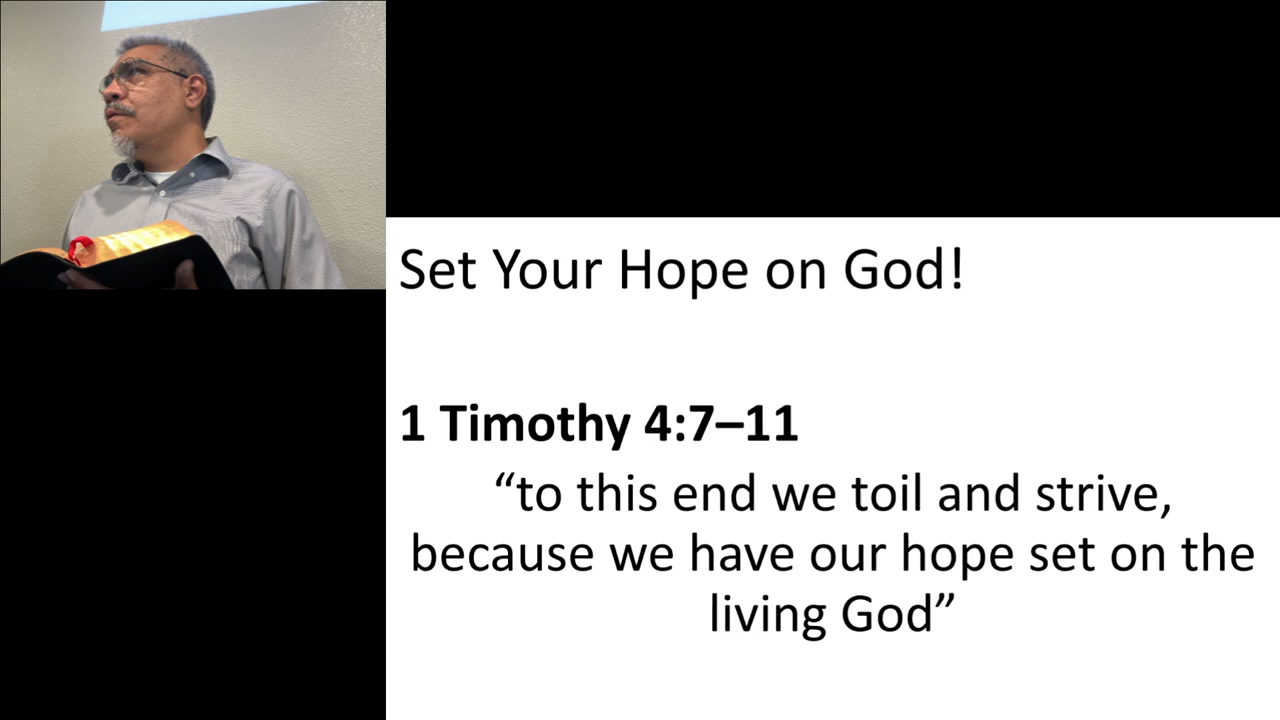 Set Your Hope on God!
1 Timothy 4:7–11
“to this end we toil and strive,
because we have our hope set on the
living God”